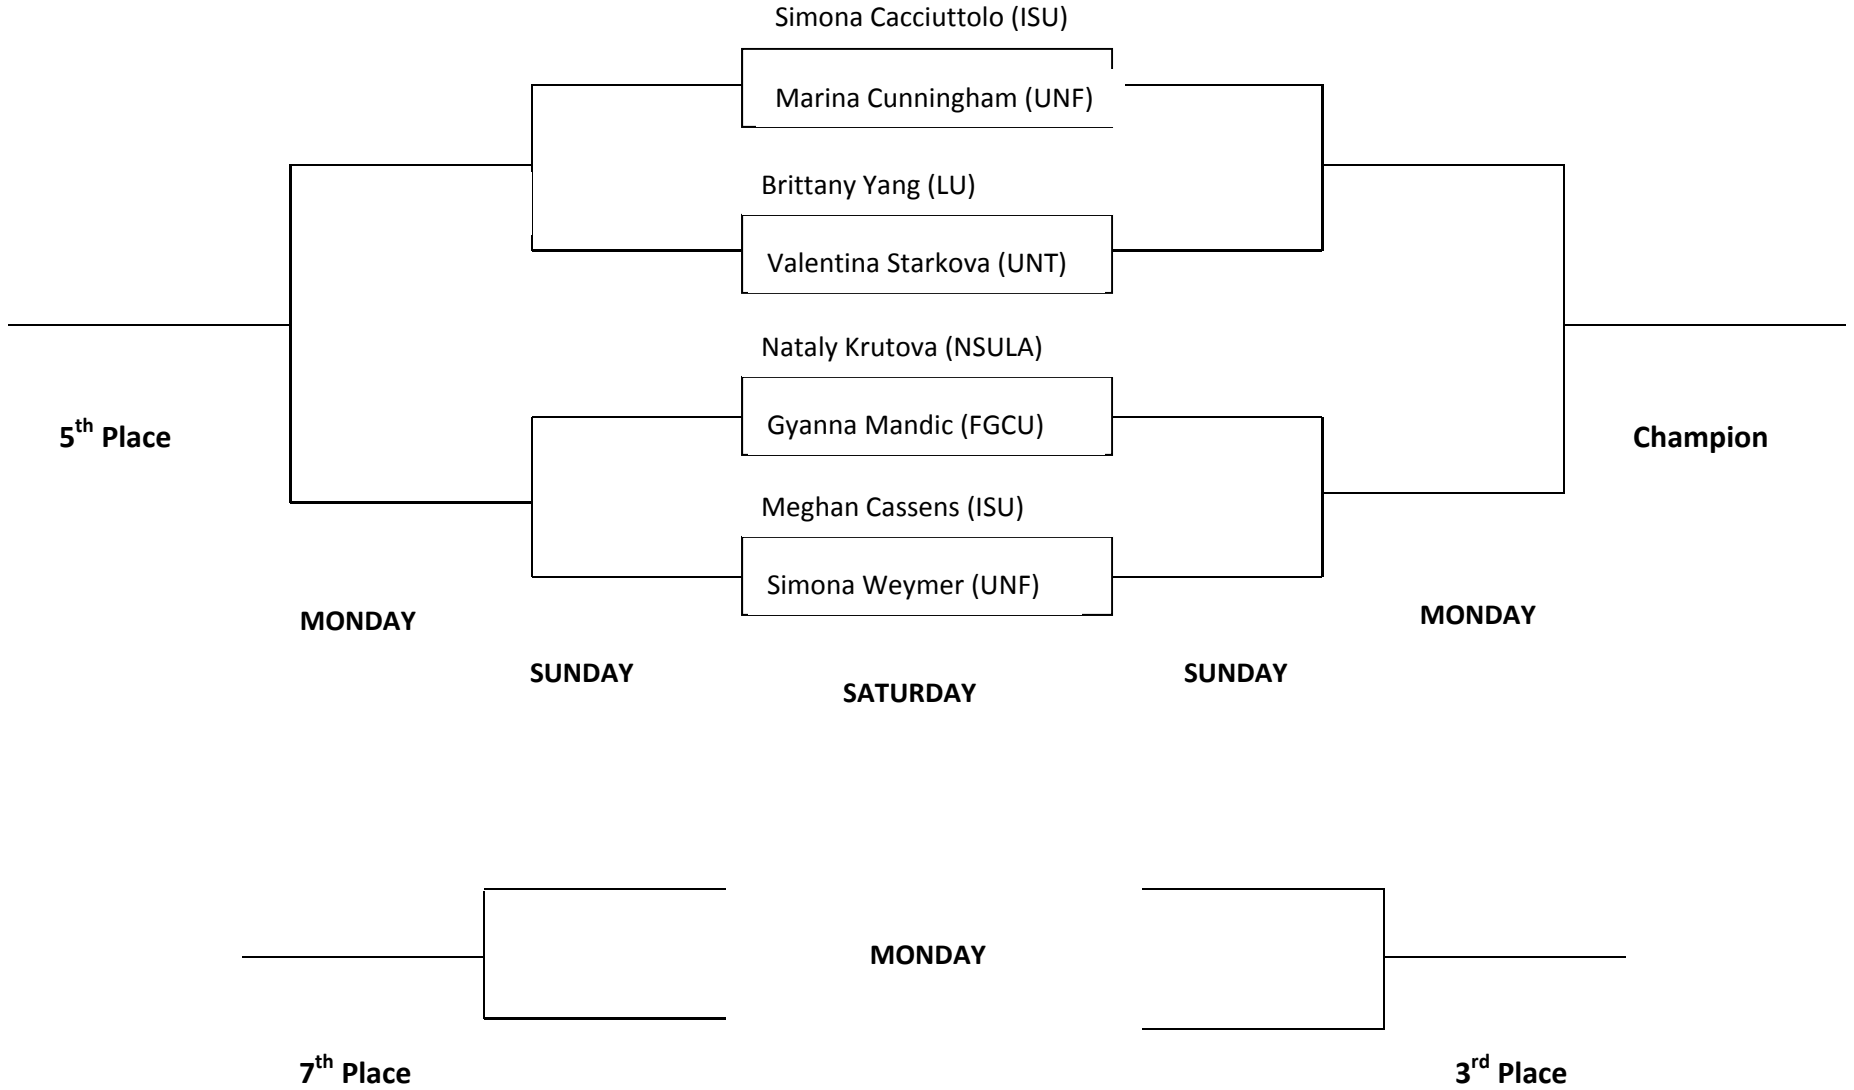 Simona Cacciuttolo (ISU)
Marina Cunningham (UNF)
Brittany Yang (LU)
Valentina Starkova (UNT)
Nataly Krutova (NSULA)
Gyanna Mandic (FGCU)
5th Place
Champion
Meghan Cassens (ISU)
Simona Weymer (UNF)
MONDAY
MONDAY
SUNDAY
SUNDAY
SATURDAY
MONDAY
7th Place
3rd Place